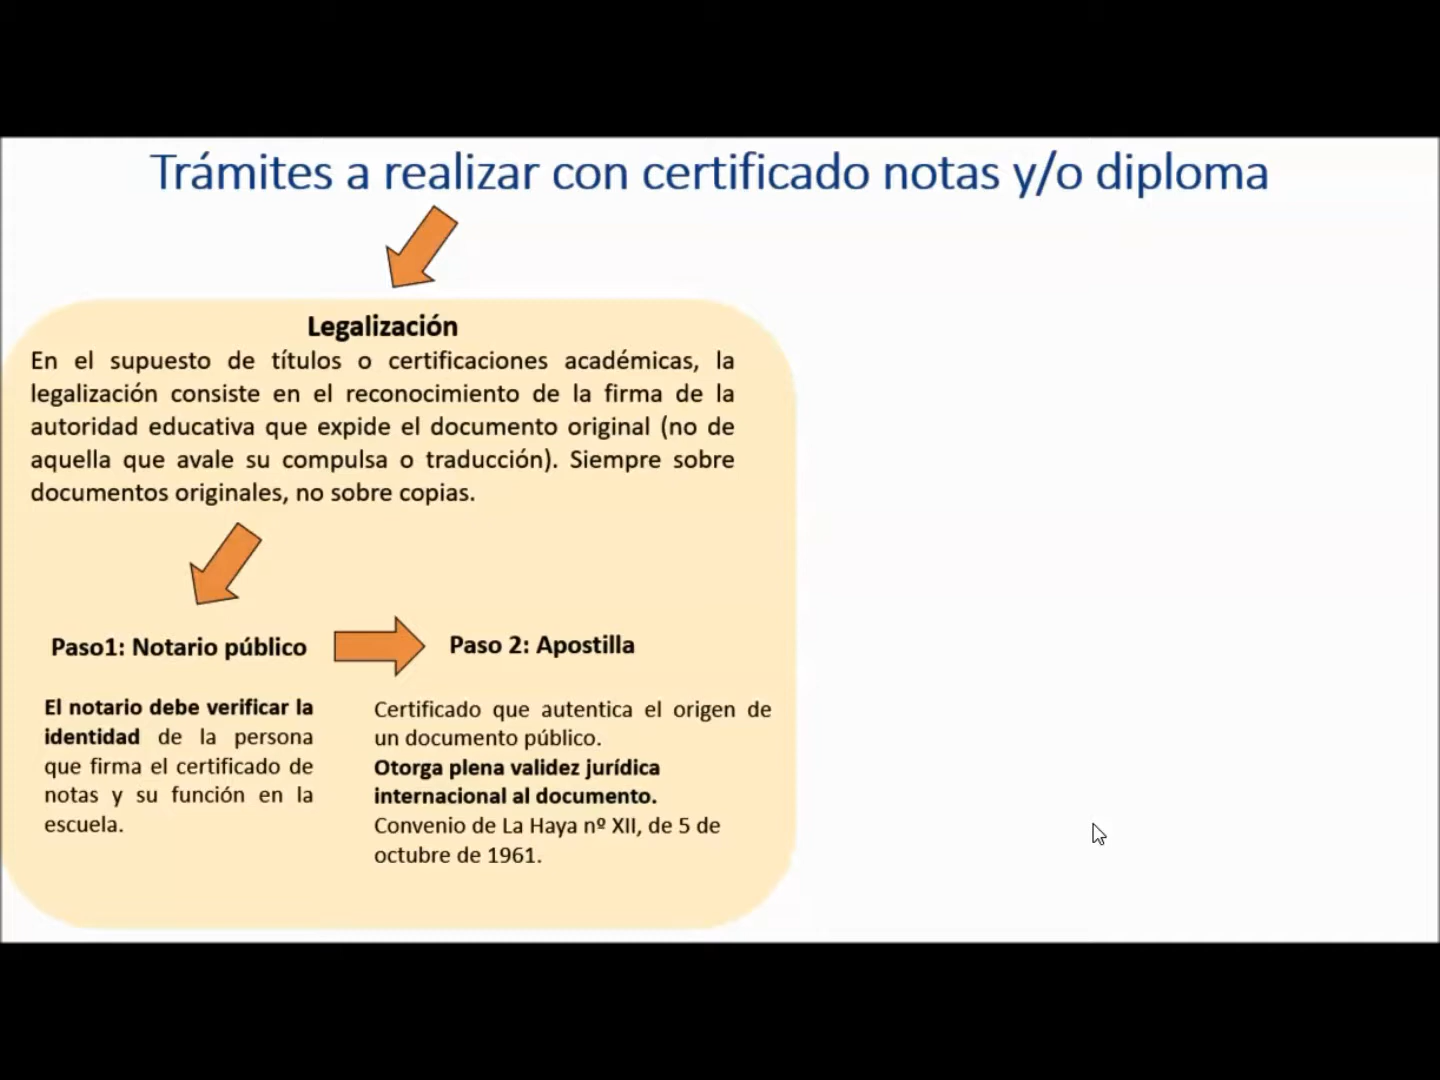 Trámites a realizar con certificado notas y/o diploma
Legalización
En el supuesto de títulos o certificaciones académicas, la
legalización consiste en el reconocimiento de la firma de la
autoridad educativa que expide el documento original (no de
aquella que avale su compulsa o traducción). Siempre sobre
documentos originales, no sobre copias.
Paso1: Notario público
El notario debe verificar la
identidad de la persona
que firma el certificado de
notas y su función en la
escuela.
Paso 2: Apostilla
Certificado que autentica el origen de
un documento público.
Otorga plena validez jurídica
internacional al documento.
Convenio de La Haya nº XII, de 5 de
octubre de 1961.